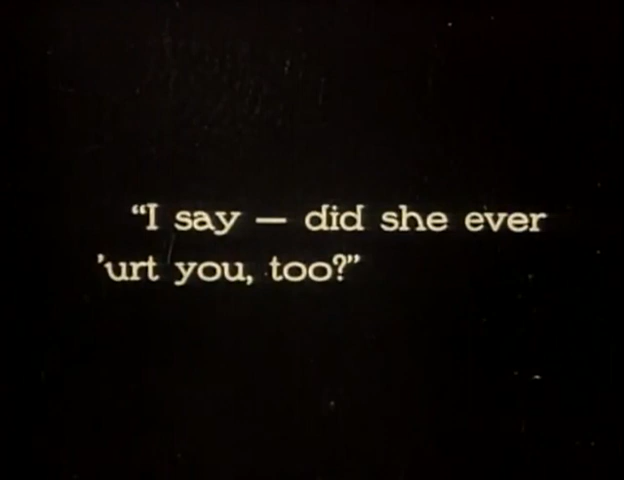 “I say — did she ever
’urt you, too?”